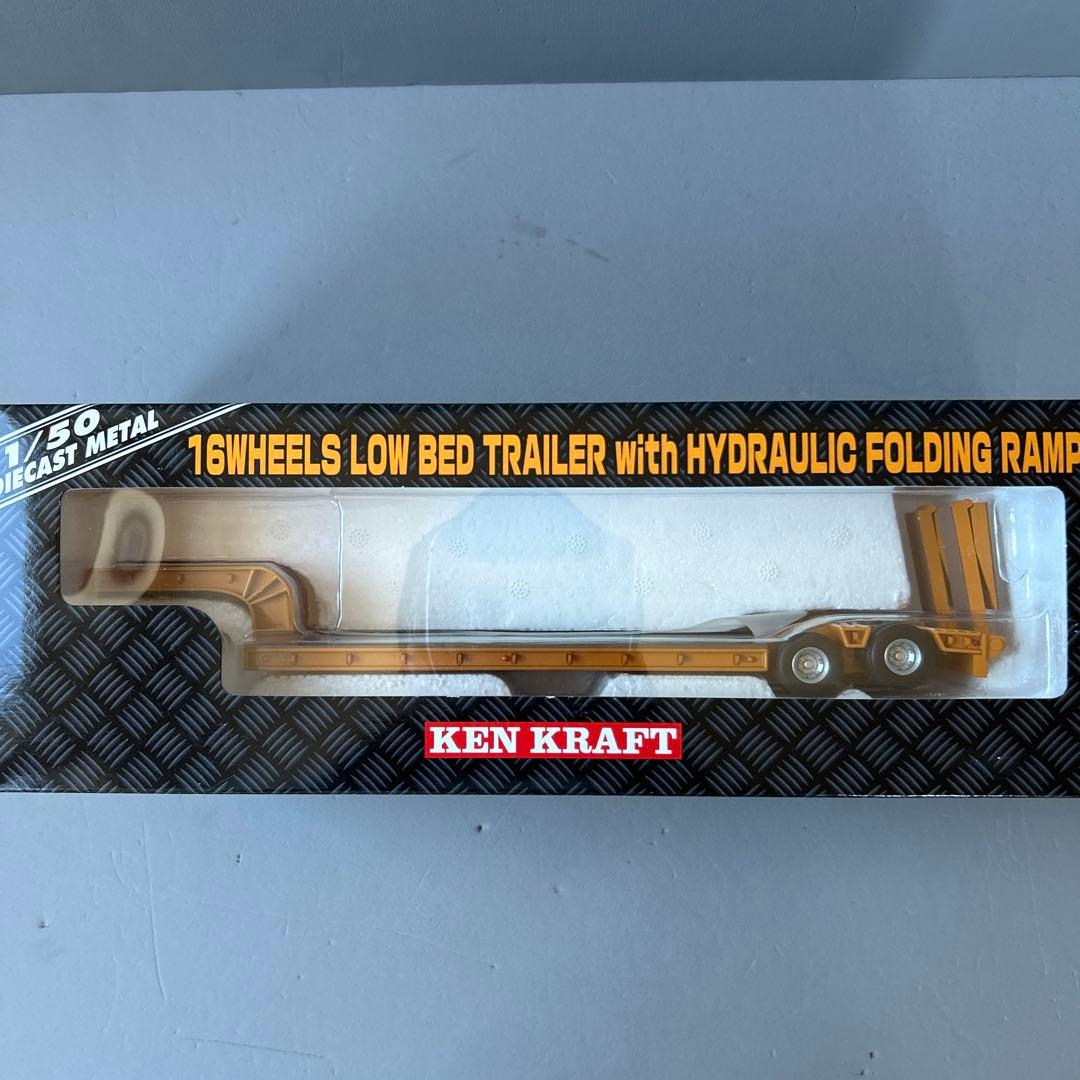 1/50
DIECAST METAL
16WHEELS LOW BED TRAILER with HYDRAULIC FOLDING RAMP
KEN KRAFT